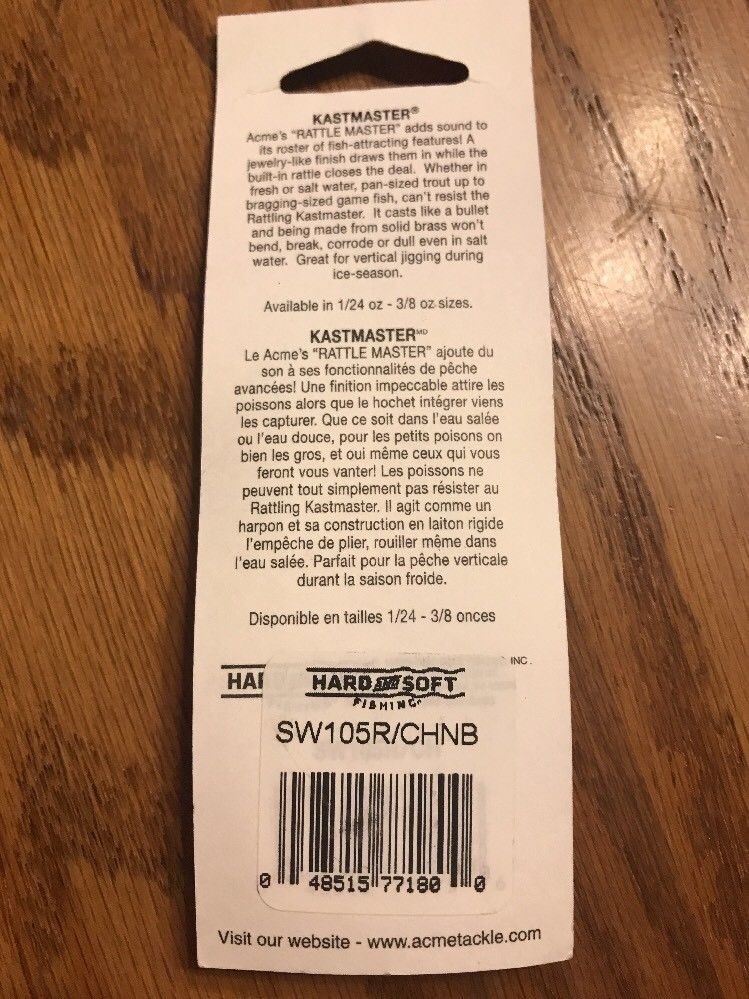 KASTMASTER®
Acme's "RATTLE MASTER" adds sound to
its roster of fish-attracting features! A
jewelry-like finish draws them in while the
built-in rattle closes the deal. Whether in
fresh or salt water, pan-sized trout up to
bragging-sized game fish, can't resist the
Rattling Kastmaster. It casts like a bullet
and being made from solid brass won't
bend, break, corrode or dull even in salt
water. Great for vertical jigging during
ice-season.
Available in 1/24 oz - 3/8 oz sizes.
KASTMASTER MD
Le Acme's "RATTLE MASTER" ajoute du
son à ses fonctionnalités de pêche
avancées! Une finition impeccable attire les
poissons alors que le hochet intégrer viens
les capturer. Que ce soit dans l'eau salée
ou l'eau douce, pour les petits poisons on
bien les gros, et oui même ceux qui vous
feront vous vanter! Les poissons ne
peuvent tout simplement pas résister au
Rattling Kastmaster. Il agit comme un
harpon et sa construction en laiton rigide
l'empêche de plier, rouiller même dans
l'eau salée. Parfait pour la pêche verticale
durant la saison froide.
Disponible en tailles 1/24 - 3/8 onces
INC.
HARD AND SOFT
FISHING
SW105R/CHNB
0 48515 77180 0
Visit our website - www.acmetackle.com